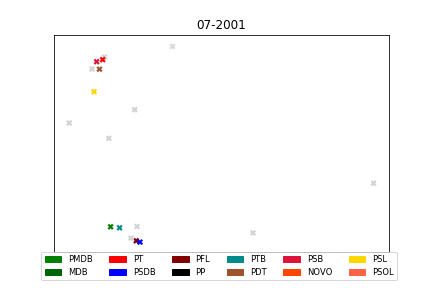 07-2001
PMDB PT PFL PTB PSB PSL
MDB PSDB PP PDT NOVO PSOL